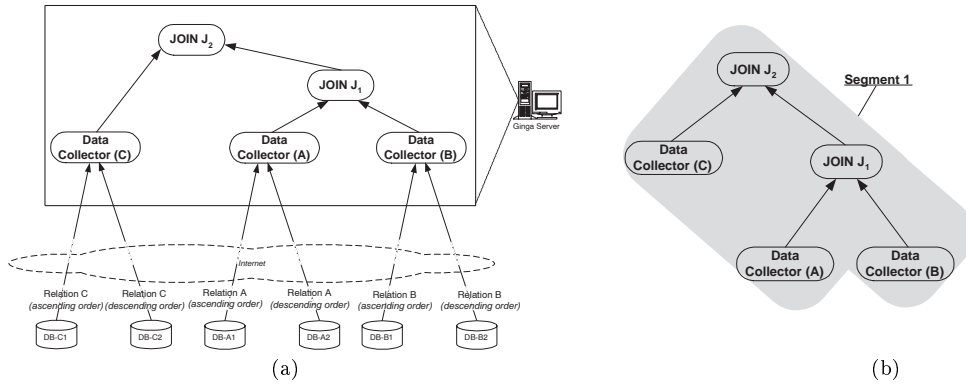 JOIN J2
JOIN J1
Data
Collector (C)
Data
Collector (A)
Data
Collector (B)
Ginga Server
Internet
Relation C
(ascending order)
Relation C
(descending order)
Relation A
(ascending order)
Relation A
(descending order)
Relation B
(ascending order)
Relation B
(descending order)
DB-C1
DB-C2
DB-A1
DB-A2
DB-B1
DB-B2
(a)
JOIN J2
Segment 1
Data
Collector (C)
JOIN J1
Data
Collector (A)
Data
Collector (B)
(b)